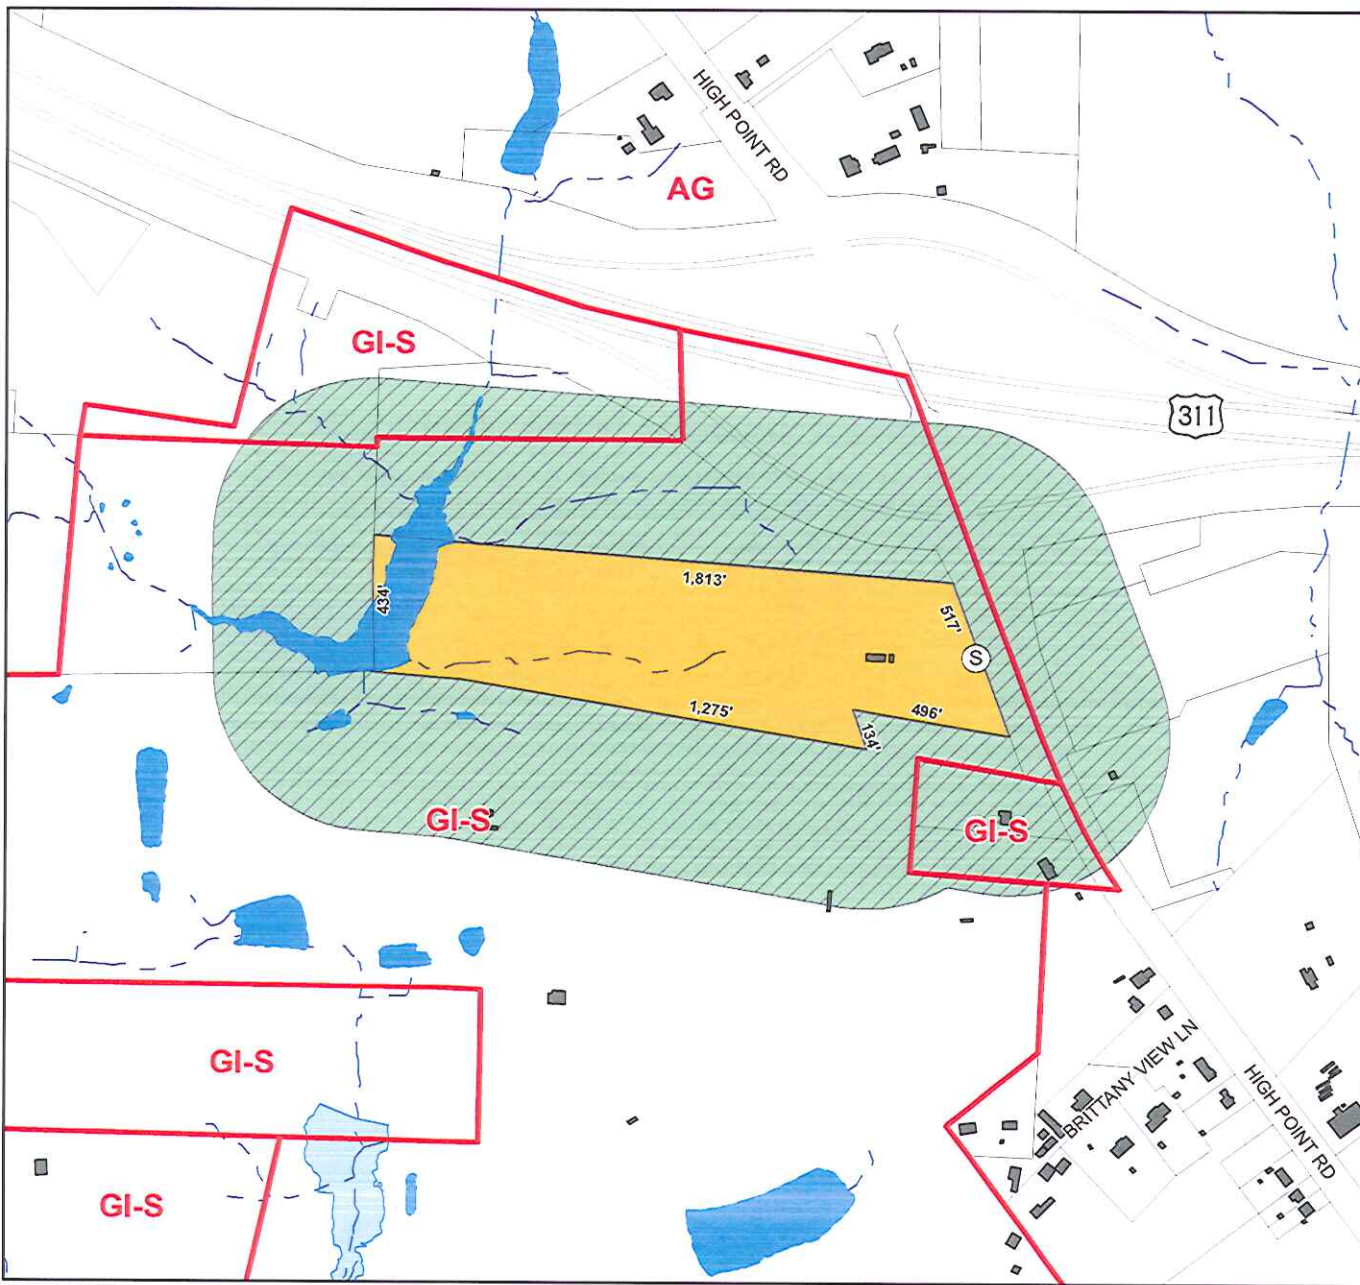 HIGH POINT RD
AG
GI-S
311
1,813'
434'
517'
S
1,275'
496'
134'
GI-S
GI-S
GI-S
BRITTANY VIEW LN
HIGH POINT RD
GI-S